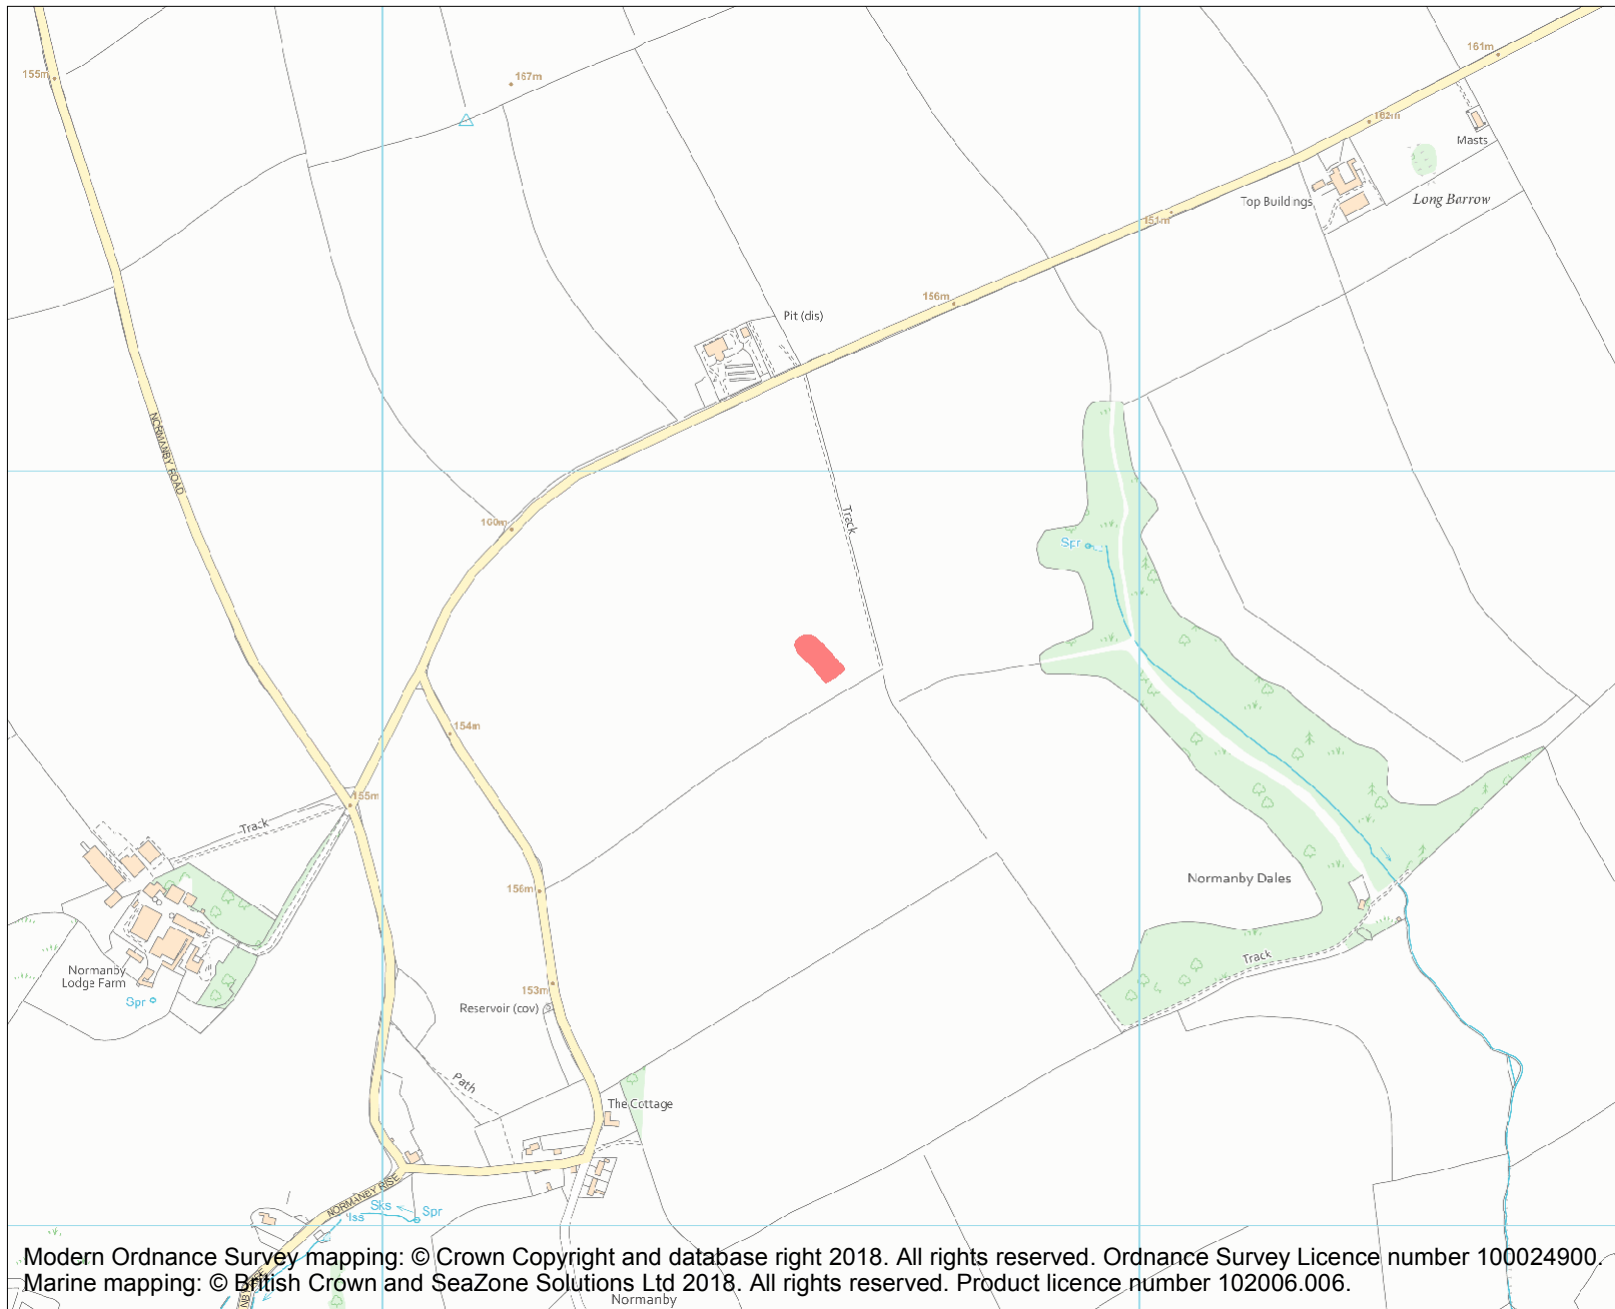 161m
167m
155m
162m
Masts
Top Buildings
Long Barrow
151m
156m
Pit (dis)
NORMANBY ROAD
160m
Track
Spr
154m
155m
Track
Normanby Dales
156m
Track
Normanby
Lodge Farm
Spr
153m
Reservoir (cov)
Path
The Cottage
NORMANBY RISE
Sks
Spr
Iss
Modern Ordnance Survey mapping: © Crown Copyright and database right 2018. All rights reserved. Ordnance Survey Licence number 100024900.
Marine mapping: © British Crown and SeaZone Solutions Ltd 2018. All rights reserved. Product licence number 102006.006.
Normanby